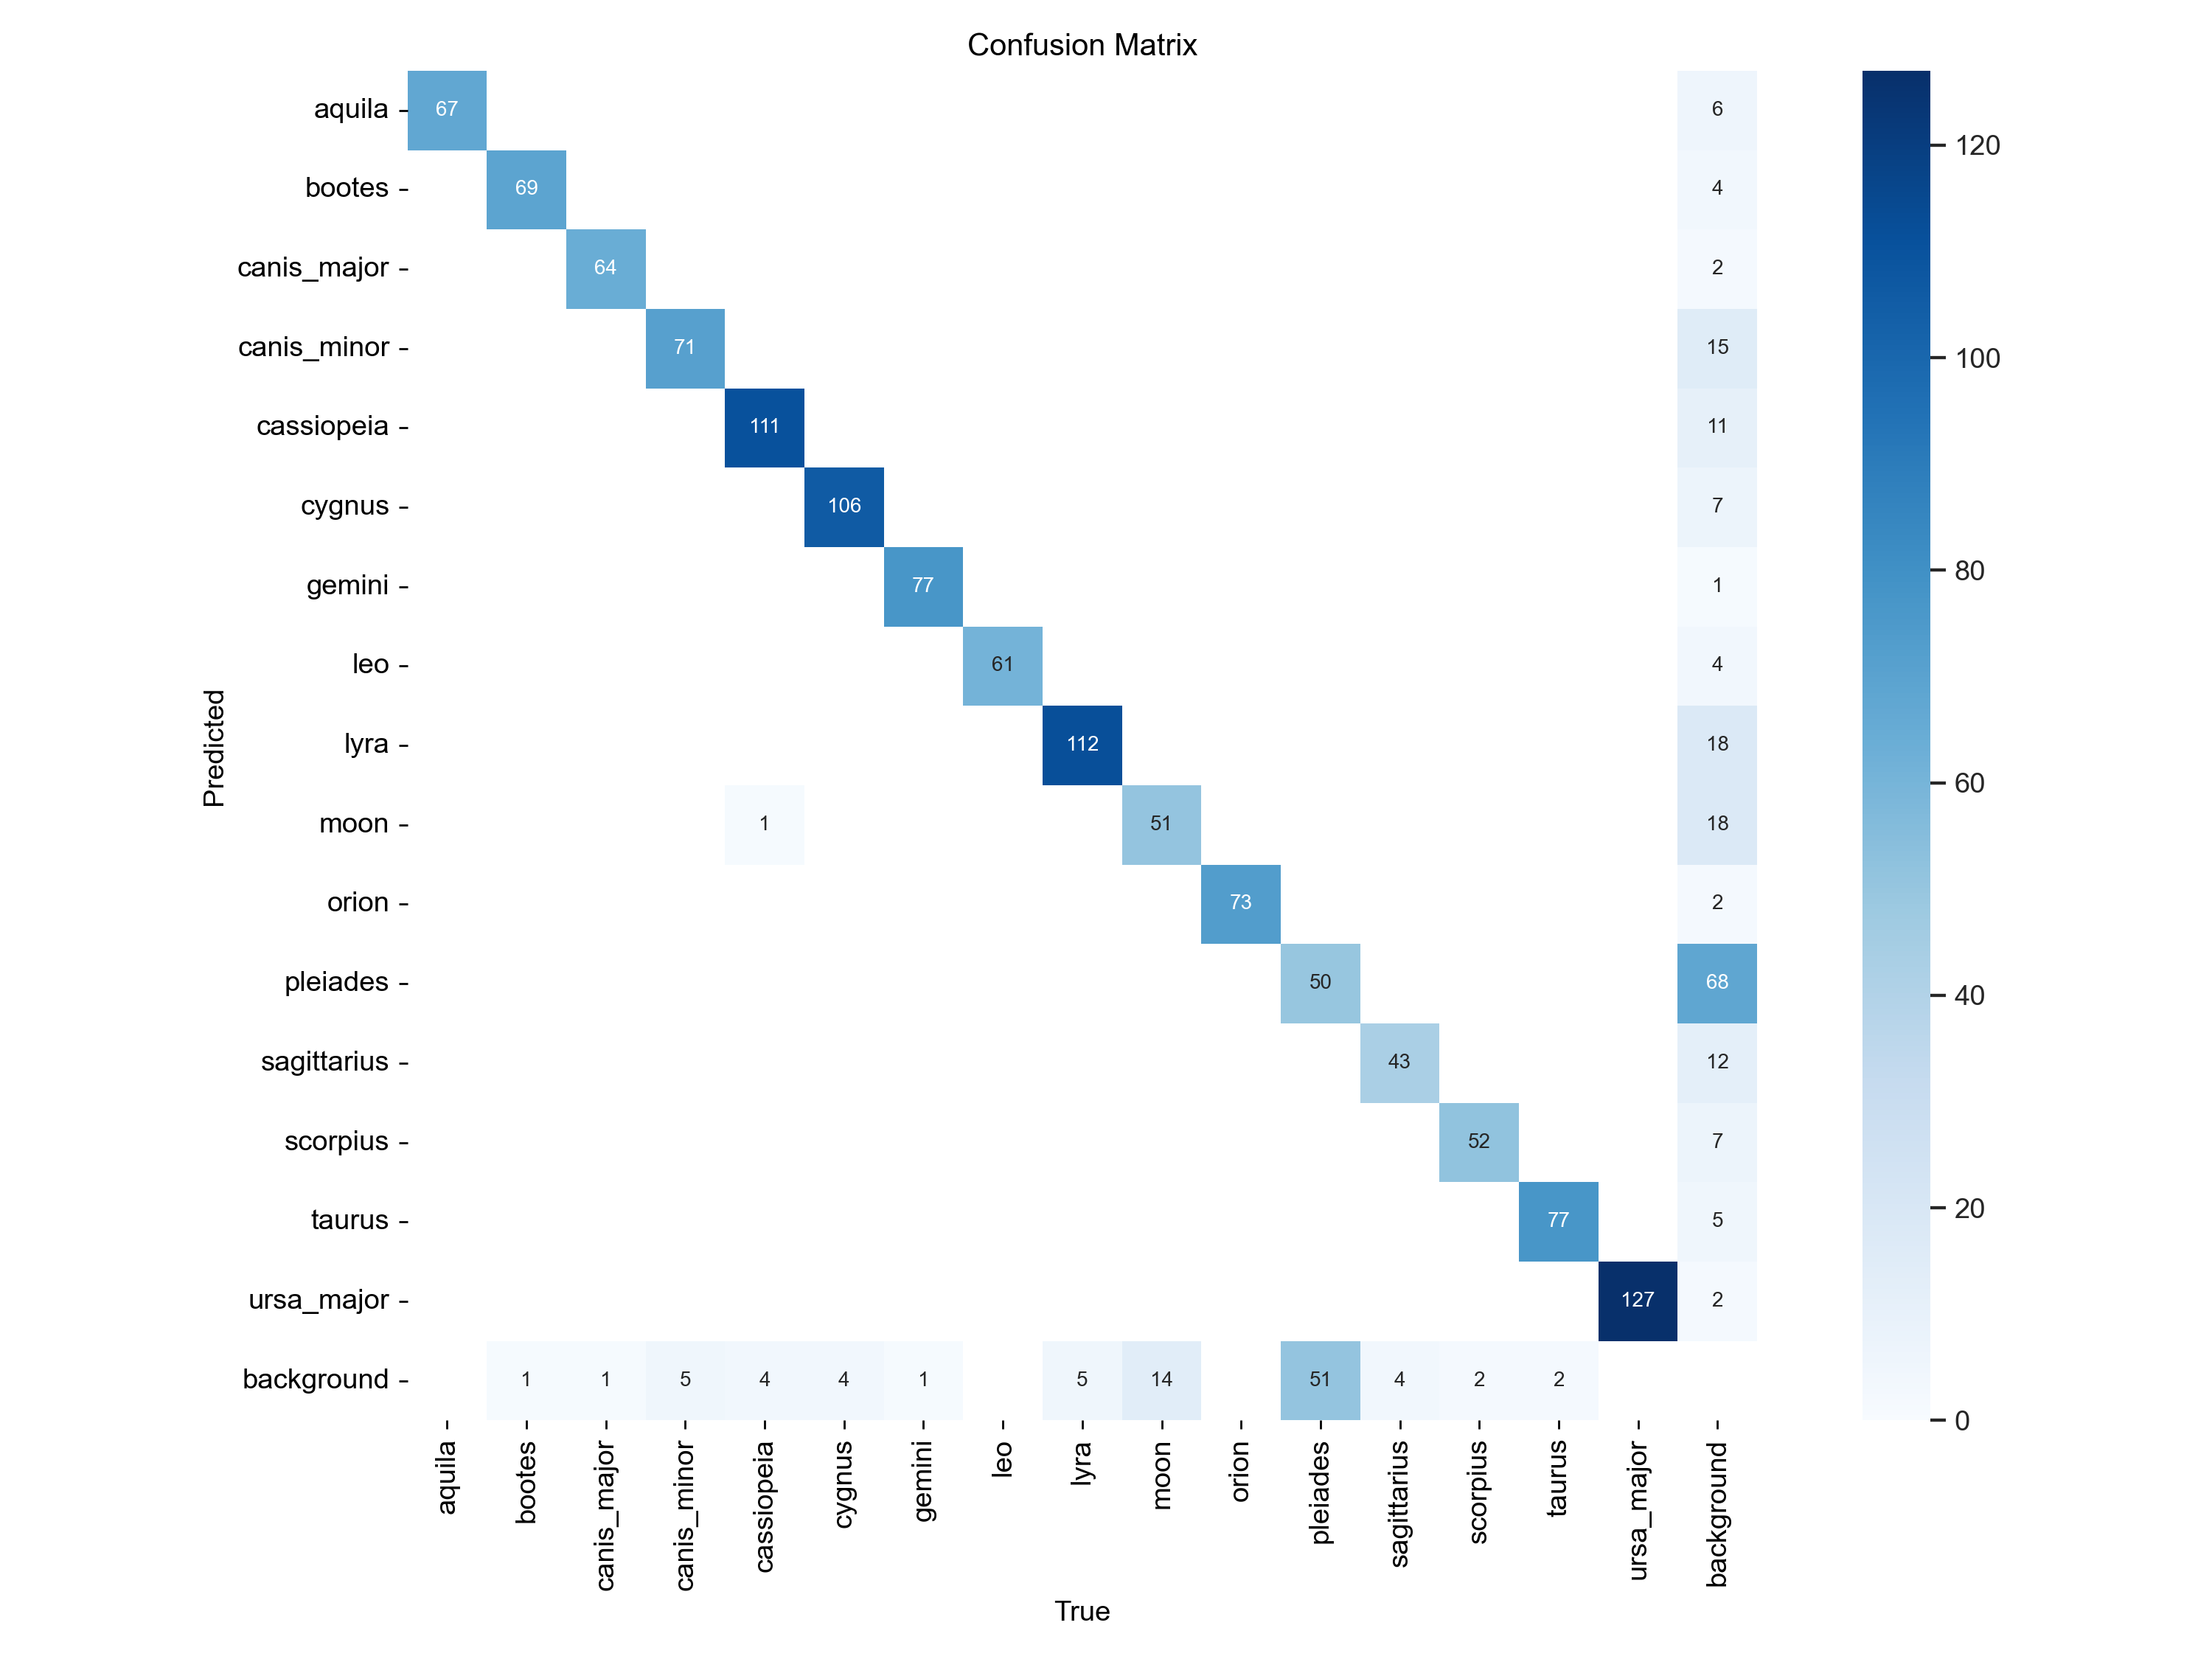 Confusion Matrix
aquila 67 6
bootes 69 4
canis_major 64 2
canis_minor 71 15
cassiopeia 111 11
cygnus 106 7
gemini 77 1
leo 61 4
lyra 112 18
moon 1 51 18
orion 73 2
pleiades 50 68
sagittarius 43 12
scorpius 52 7
taurus 77 5
ursa_major 127 2
background 1 1 5 4 4 1 5 14 51 4 2 2
Predicted
aquila
bootes
canis_major
canis_minor
cassiopeia
cygnus
gemini
leo
lyra
moon
orion
pleiades
sagittarius
scorpius
taurus
ursa_major
background
True
120
100
80
60
40
20
0